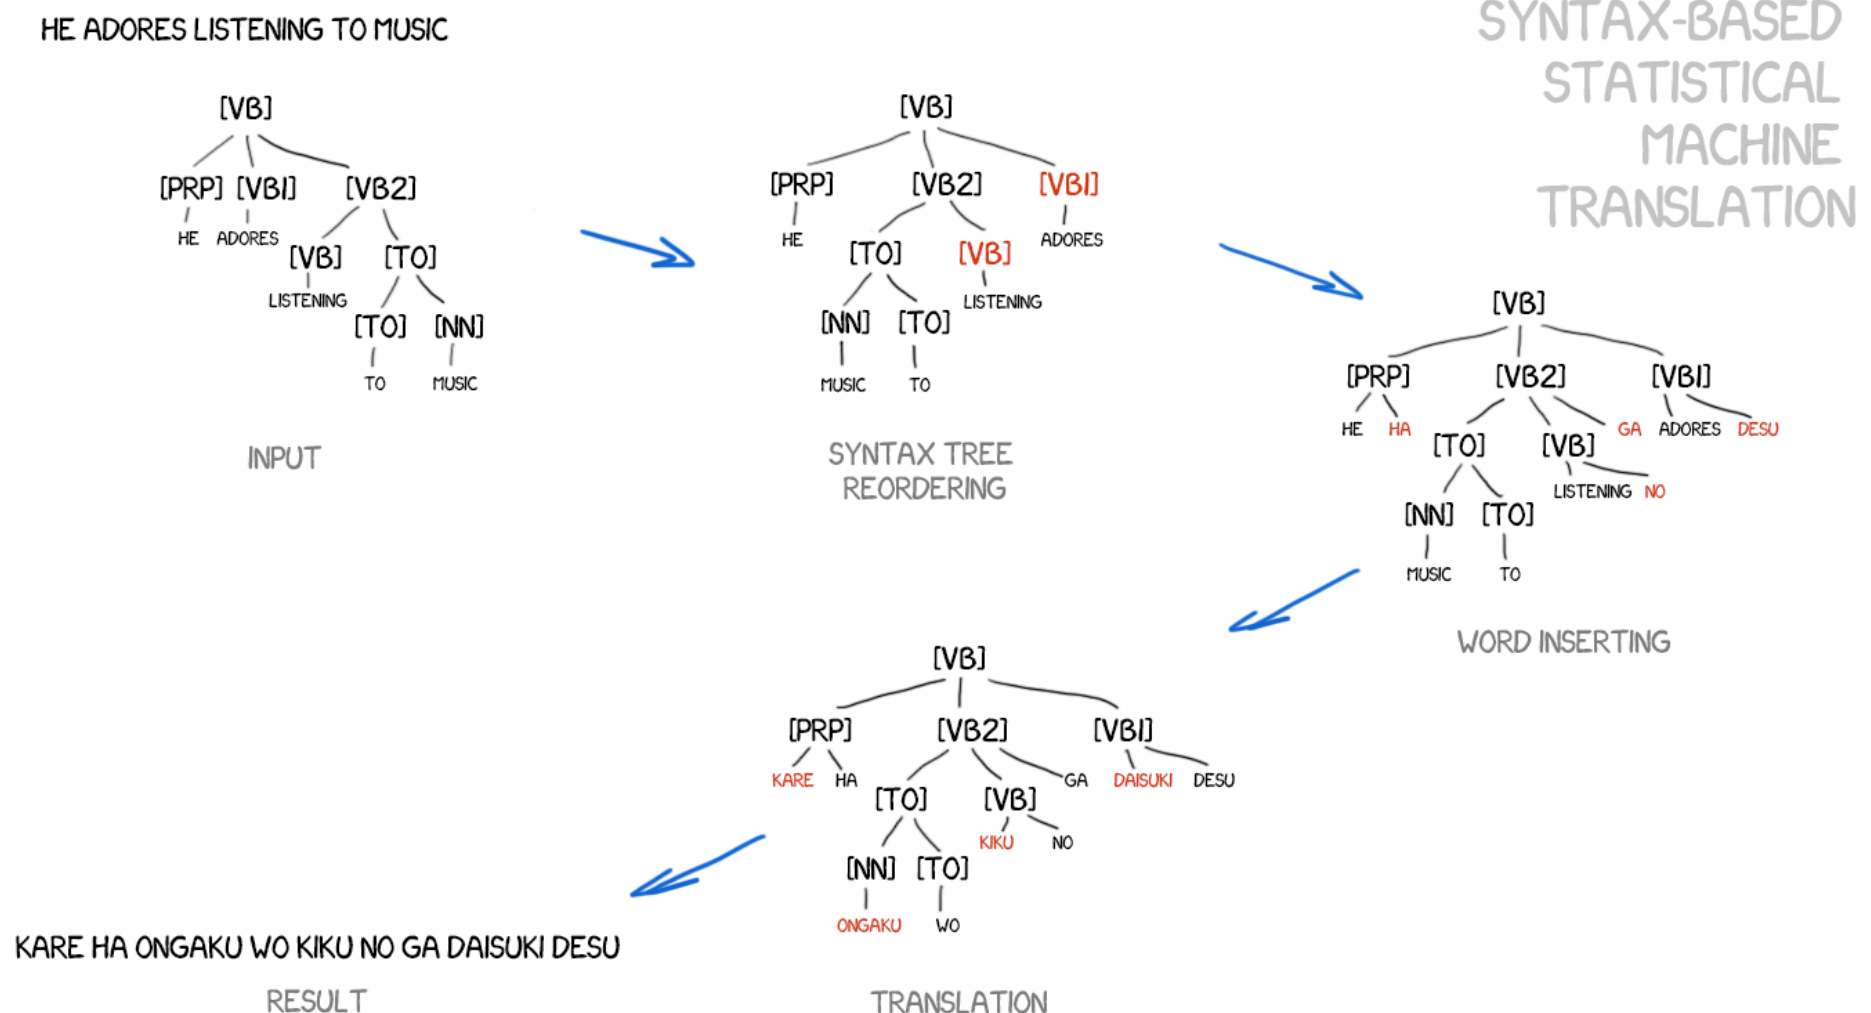 HE ADORES LISTENING TO MUSIC
SYNTAX-BASED
STATISTICAL
MACHINE
TRANSLATION
[VB]
[PRP] [VB1] [VB2]
HE ADORES
[VB] [TO]
LISTENING
[TO] [NN]
TO MUSIC
INPUT
[VB]
[PRP] [VB2] [VB1]
HE ADORES
[TO] [VB]
LISTENING
[NN] [TO]
MUSIC TO
SYNTAX TREE
REORDERING
[VB]
[PRP] [VB2] [VB1]
HE HA GA ADORES DESU
[TO] [VB]
LISTENING NO
[NN] [TO]
MUSIC TO
WORD INSERTING
[VB]
[PRP] [VB2] [VB1]
KARE HA GA DAISUKI DESU
[TO] [VB]
KIKU NO
[NN] [TO]
ONGAKU WO
TRANSLATION
KARE HA ONGAKU WO KIKU NO GA DAISUKI DESU
RESULT